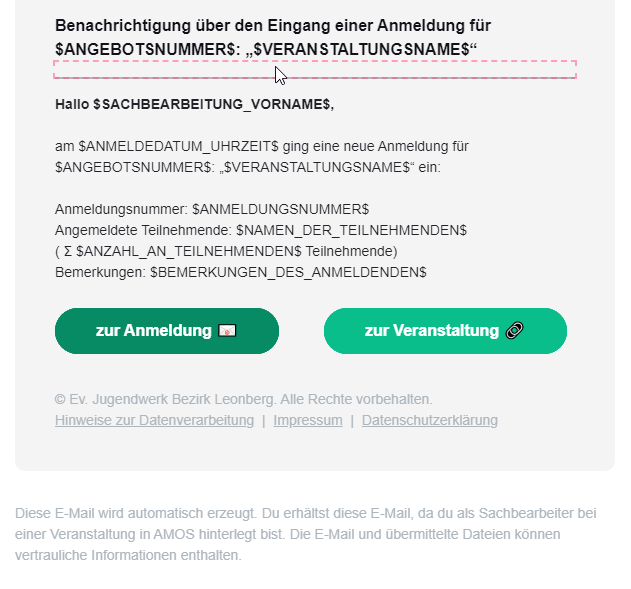 Benachrichtigung über den Eingang einer Anmeldung für
$ANGEBOTSNUMMER$: „$VERANSTALTUNGSNAME$“
Hallo $SACHBEARBEITUNG_VORNAME$,
am $ANMELDEDATUM_UHRZEIT$ ging eine neue Anmeldung für
$ANGEBOTSNUMMER$: „$VERANSTALTUNGSNAME$“ ein:
Anmeldungsnummer: $ANMELDUNGSNUMMER$
Angemeldete Teilnehmende: $NAMEN_DER_TEILNEHMENDEN$
( Σ $ANZAHL_AN_TEILNEHMENDEN$ Teilnehmende)
Bemerkungen: $BEMERKUNGEN_DES_ANMELDENDEN$
zur Anmeldung 💌 zur Veranstaltung 🔗
© Ev. Jugendwerk Bezirk Leonberg. Alle Rechte vorbehalten.
Hinweise zur Datenverarbeitung | Impressum | Datenschutzerklärung
Diese E-Mail wird automatisch erzeugt. Du erhältst diese E-Mail, da du als Sachbearbeiter bei
einer Veranstaltung in AMOS hinterlegt bist. Die E-Mail und übermittelte Dateien können
vertrauliche Informationen enthalten.